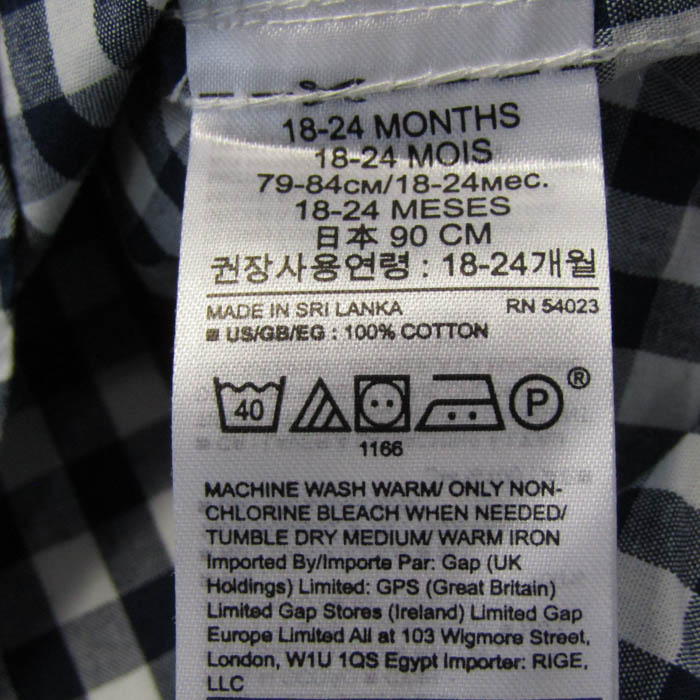 18-24 MONTHS
18-24 MOIS
79-84см/18-24мес.
18-24 MESES
日本 90 CM
권장사용연령 : 18-24개월
MADE IN SRI LANKA RN 54023
US/GB/EG : 100% COTTON
40 P ®
1166
MACHINE WASH WARM/ ONLY NON-
CHLORINE BLEACH WHEN NEEDED/
TUMBLE DRY MEDIUM/ WARM IRON
Imported By/Importe Par: Gap (UK
Holdings) Limited: GPS (Great Britain)
Limited Gap Stores (Ireland) Limited Gap
Europe Limited All at 103 Wigmore Street,
London, W1U 1QS Egypt Importer: RIGE,
LLC